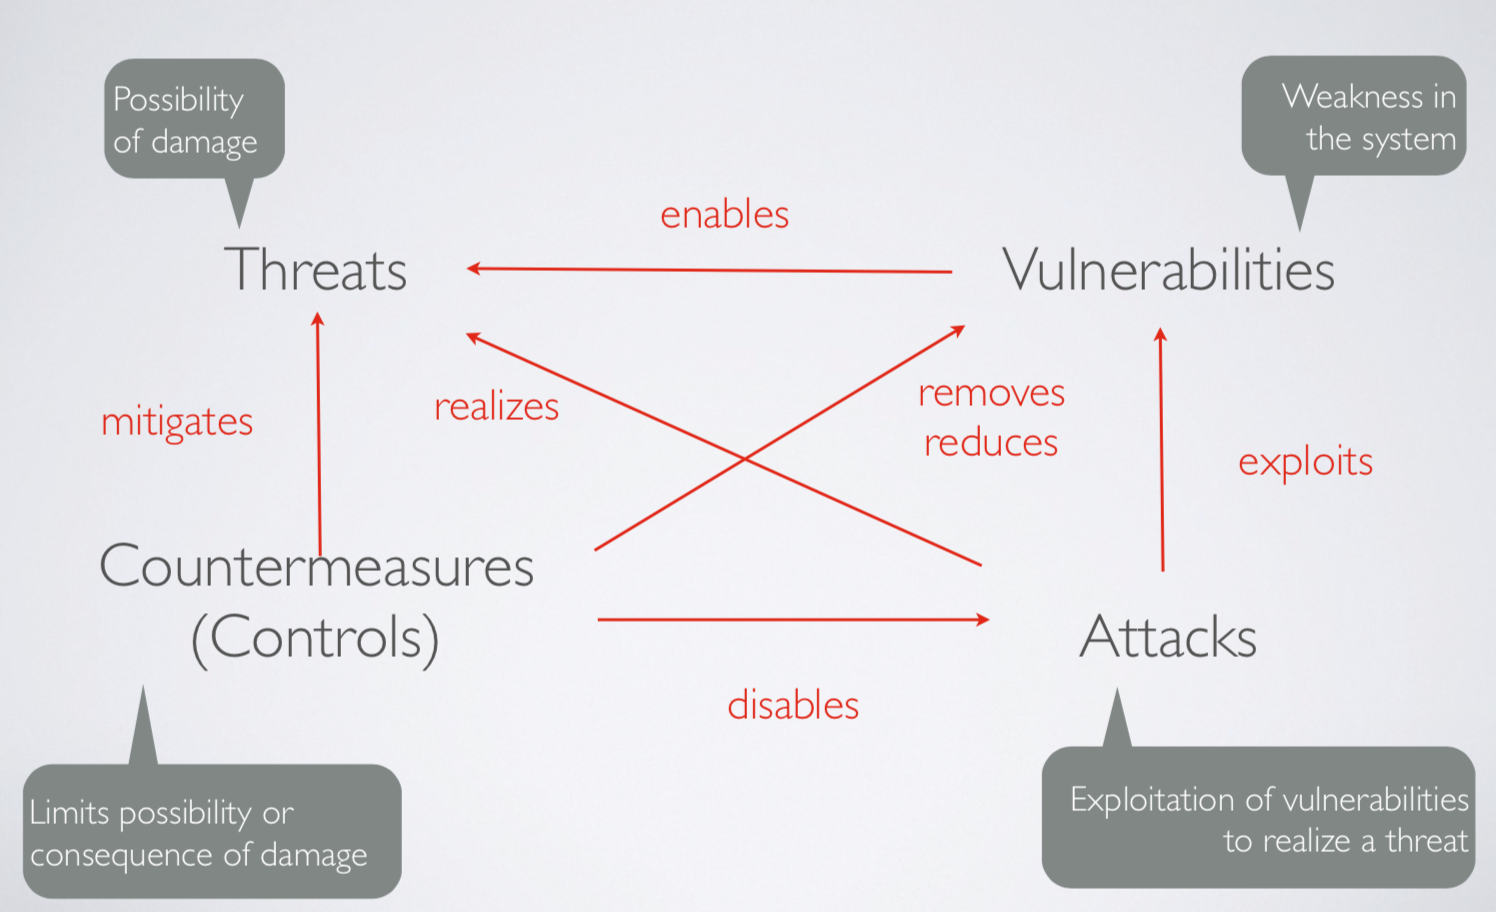 Possibility
of damage
Weakness in
the system
enables
Threats
Vulnerabilities
mitigates
realizes
removes
reduces
exploits
Countermeasures
(Controls)
Attacks
disables
Limits possibility or
consequence of damage
Exploitation of vulnerabilities
to realize a threat